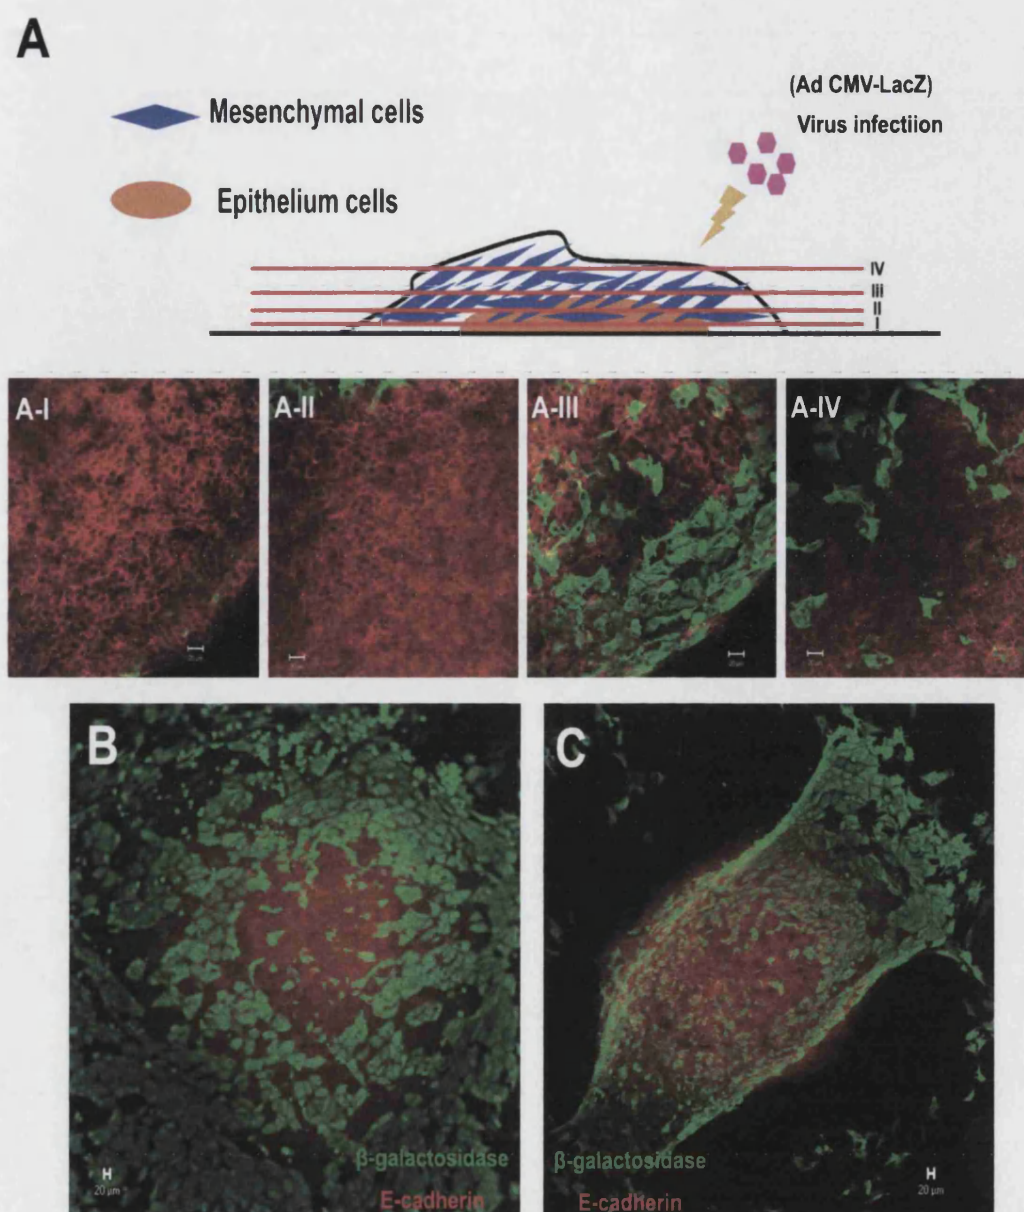 A
Mesenchymal cells
Epithelium cells
(Ad CMV-LacZ)
Virus infectiion
IV
III
II
I
A-I
A-II
A-III
A-IV
B
C
β-galactosidase
E-cadherin
20 µm
β-galactosidase
E-cadherin
20 µm